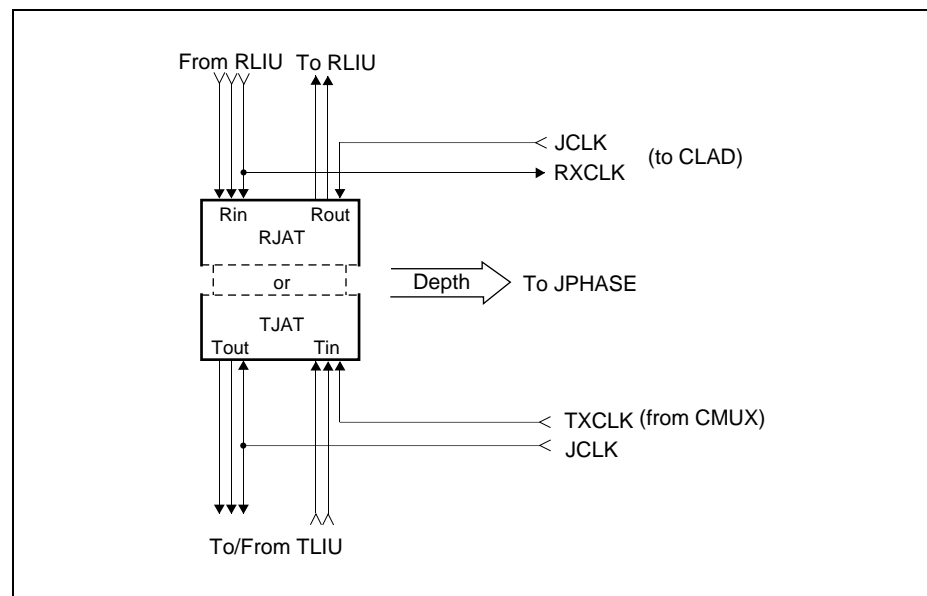 From RLIU To RLIU
JCLK
(to CLAD)
RXCLK
Rin Rout
RJAT
or
Depth
To JPHASE
TJAT
Tout Tin
TXCLK (from CMUX)
JCLK
To/From TLIU